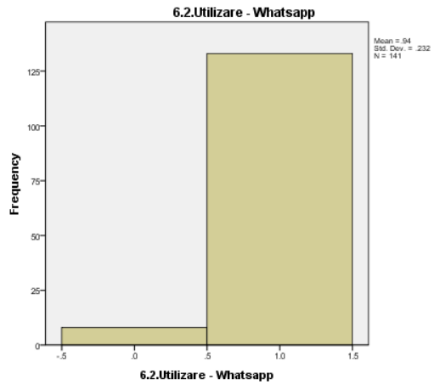 6.2.Utilizare - Whatsapp
Mean = .94
Std. Dev. = .232
N = 141
Frequency
125
100
75
50
25
0
-.5
.0
.5
1.0
1.5
6.2.Utilizare - Whatsapp